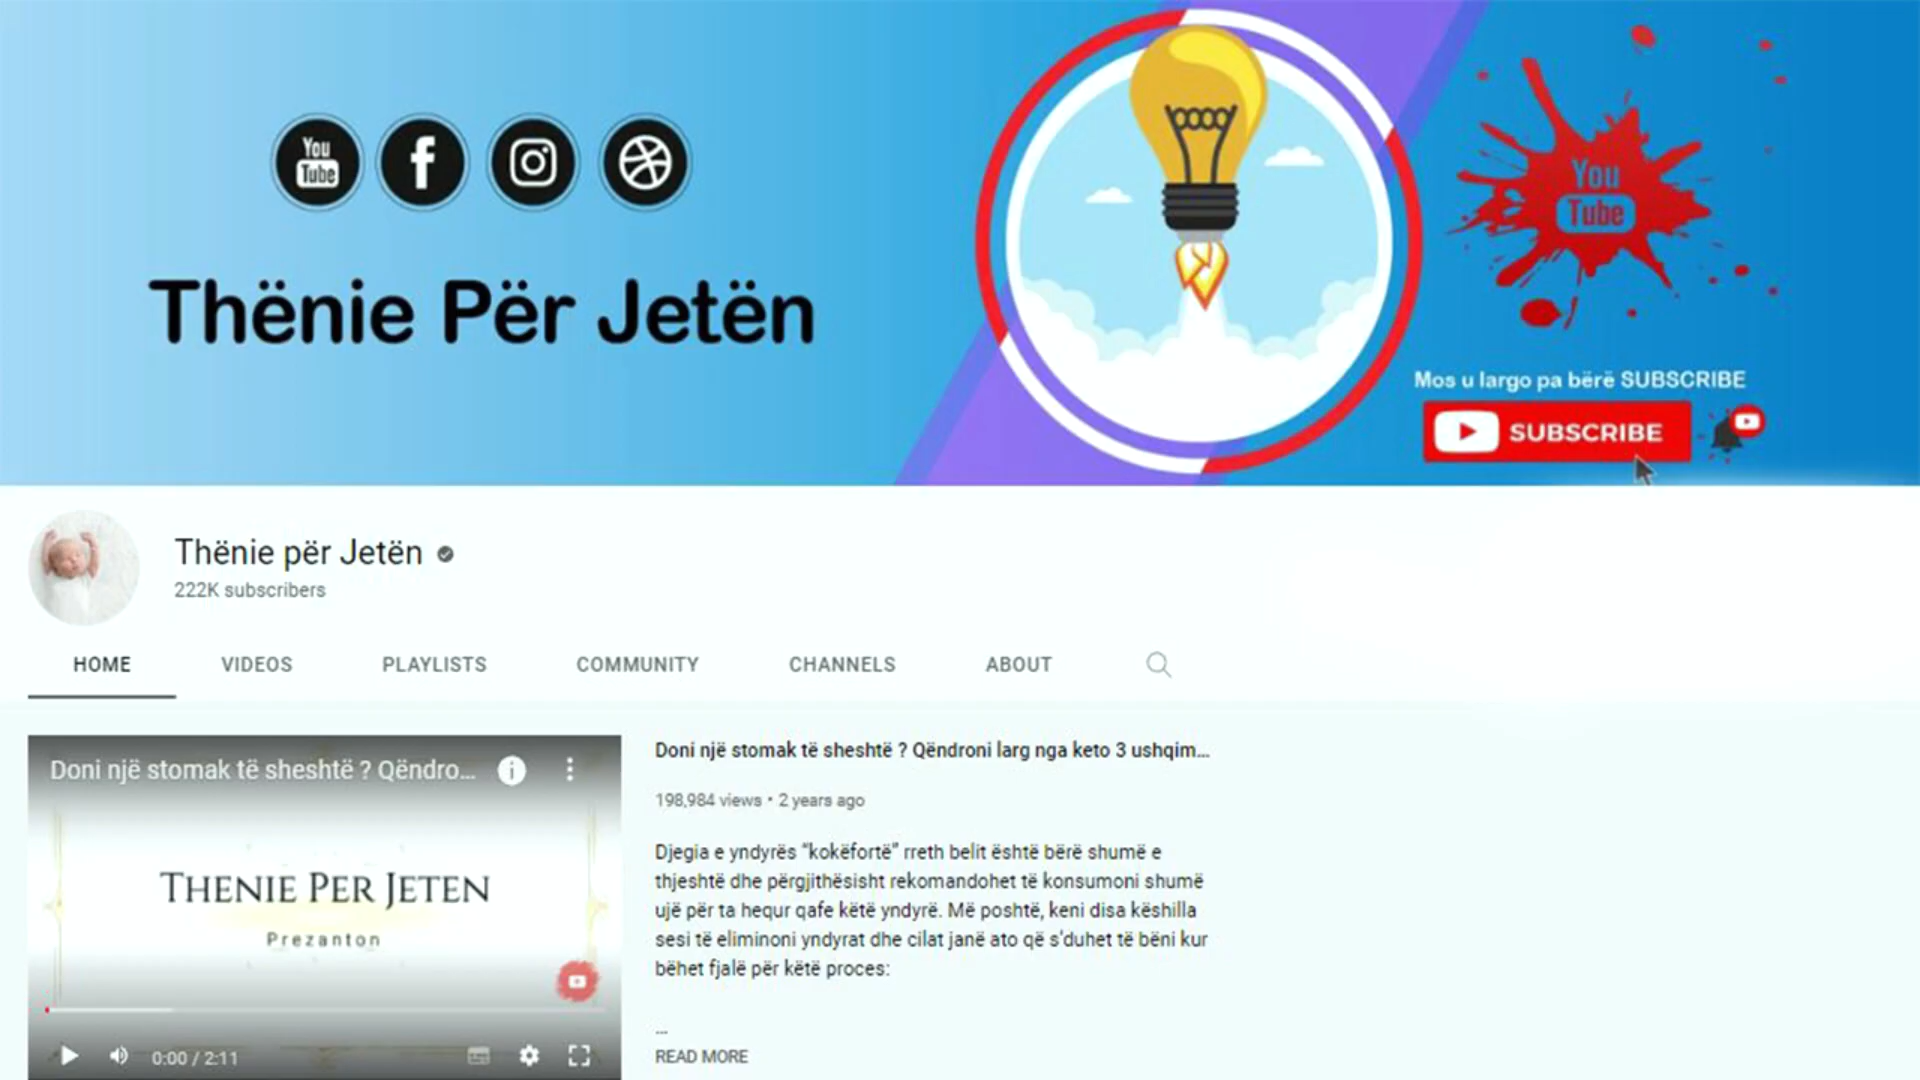 You
Tube
Thënie Për Jetën
You
Tube
Mos u largo pa bërë SUBSCRIBE
SUBSCRIBE
Thënie për Jetën
222K subscribers
HOME
VIDEOS
PLAYLISTS
COMMUNITY
CHANNELS
ABOUT
Doni një stomak të sheshtë ? Qëndro...
THENIE PER JETEN
Prezanton
0:00 / 2:11
Doni një stomak të sheshtë ? Qëndroni larg nga keto 3 ushqim...
198,984 views • 2 years ago
Djegia e yndyrës “kokëfortë” rreth belit është bërë shumë e
thjeshtë dhe përgjithësisht rekomandohet të konsumoni shumë
ujë për ta hequr qafe këtë yndyrë. Më poshtë, keni disa këshilla
sesi të eliminoni yndyrat dhe cilat janë ato që s'duhet të bëni kur
bëhet fjalë për këtë proces:
...
READ MORE